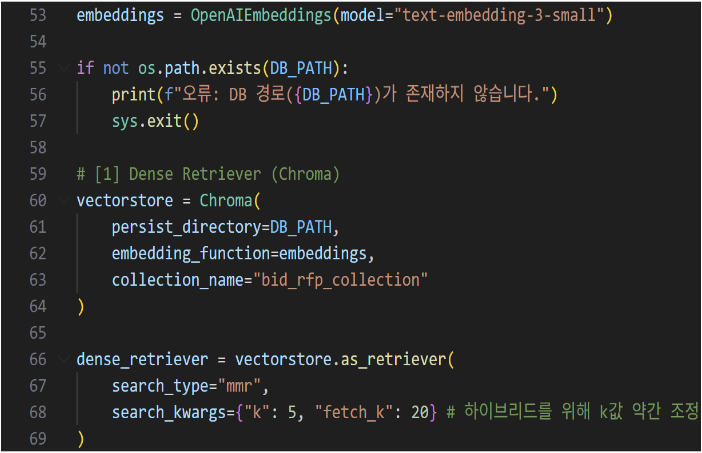 53 embeddings = OpenAIEmbeddings(model="text-embedding-3-small")
54
55 if not os.path.exists(DB_PATH):
56     print(f"오류: DB 경로({DB_PATH})가 존재하지 않습니다.")
57     sys.exit()
58
59 # [1] Dense Retriever (Chroma)
60 vectorstore = Chroma(
61     persist_directory=DB_PATH,
62     embedding_function=embeddings,
63     collection_name="bid_rfp_collection"
64 )
65
66 dense_retriever = vectorstore.as_retriever(
67     search_type="mmr",
68     search_kwargs={"k": 5, "fetch_k": 20} # 하이브리드를 위해 k값 약간 조정
69 )